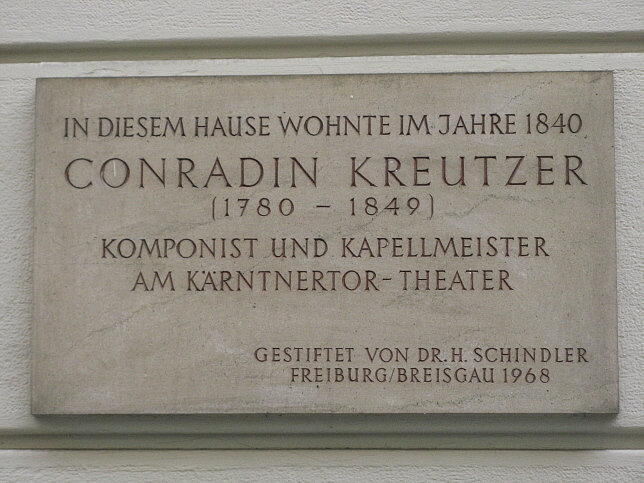 IN DIESEM HAUSE WOHNTE IM JAHRE 1840
CONRADIN KREUTZER
(1780 – 1849)
KOMPONIST UND KAPELLMEISTER
AM KÄRNTNERTOR-THEATER
GESTIFTET VON DR. H. SCHINDLER
FREIBURG/BREISGAU 1968